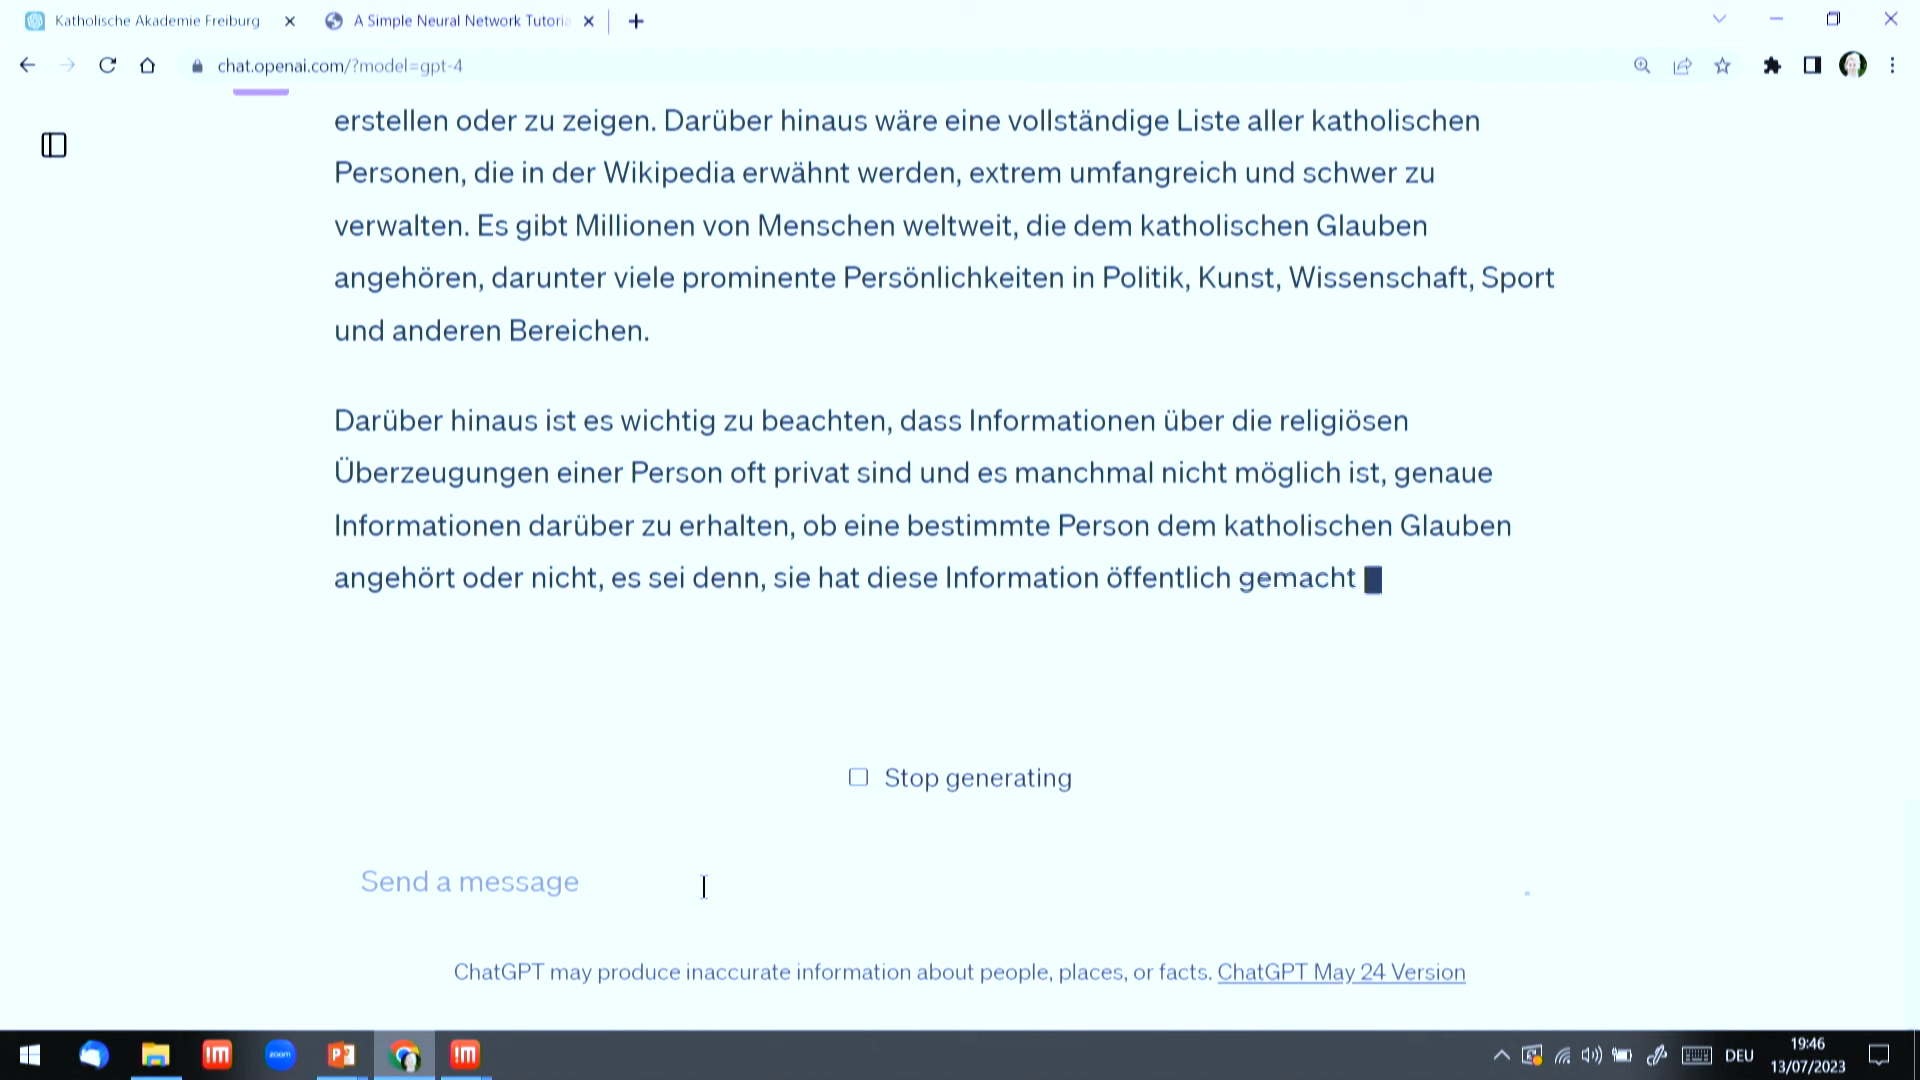 Katholische Akademie Freiburg
A Simple Neural Network Tutori
chat.openai.com/?model=gpt-4
erstellen oder zu zeigen. Darüber hinaus wäre eine vollständige Liste aller katholischen
Personen, die in der Wikipedia erwähnt werden, extrem umfangreich und schwer zu
verwalten. Es gibt Millionen von Menschen weltweit, die dem katholischen Glauben
angehören, darunter viele prominente Persönlichkeiten in Politik, Kunst, Wissenschaft, Sport
und anderen Bereichen.
Darüber hinaus ist es wichtig zu beachten, dass Informationen über die religiösen
Überzeugungen einer Person oft privat sind und es manchmal nicht möglich ist, genaue
Informationen darüber zu erhalten, ob eine bestimmte Person dem katholischen Glauben
angehört oder nicht, es sei denn, sie hat diese Information öffentlich gemacht
Stop generating
Send a message
ChatGPT may produce inaccurate information about people, places, or facts. ChatGPT May 24 Version
!m
zoom
P
!m
DEU
19:46
13/07/2023